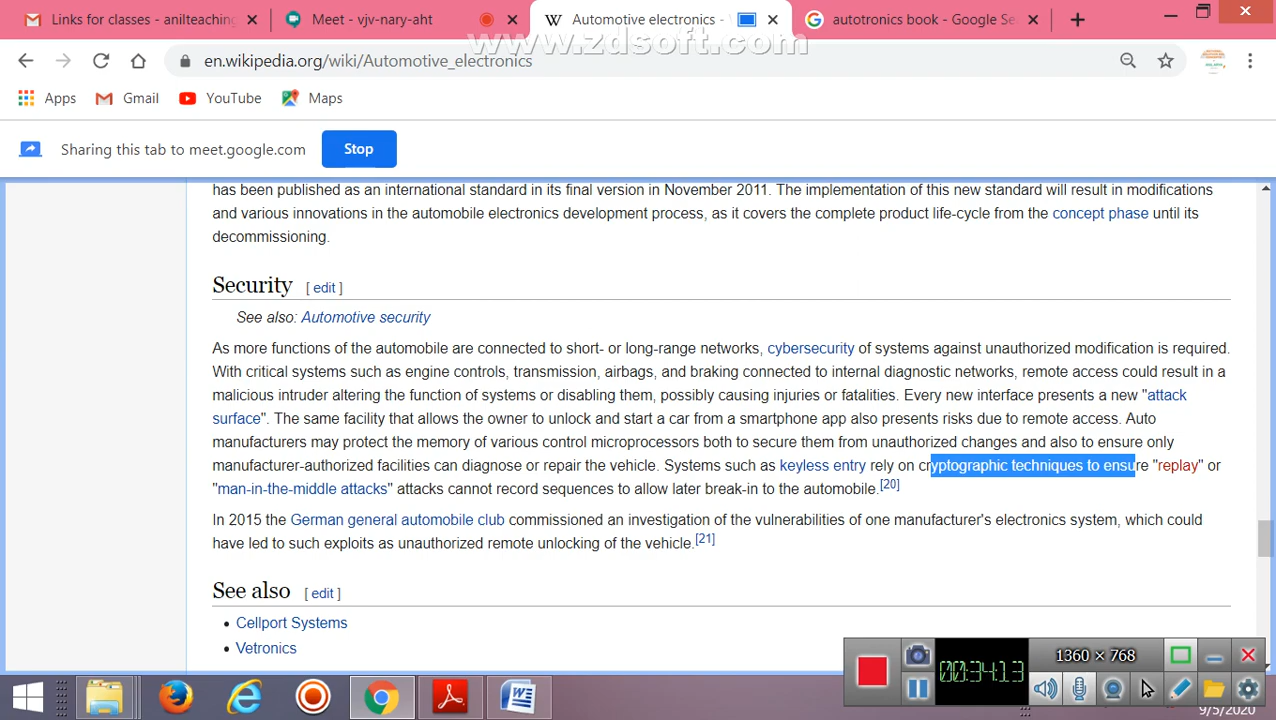 Links for classes - anilteaching
Meet - vjv-nary-aht
Automotive electronics -
autotronics book - Google Se
www.zdsoft.com
en.wikipedia.org/wiki/Automotive_electronics
Apps
Gmail
YouTube
Maps
Sharing this tab to meet.google.com
Stop
has been published as an international standard in its final version in November 2011. The implementation of this new standard will result in modifications
and various innovations in the automobile electronics development process, as it covers the complete product life-cycle from the concept phase until its
decommissioning.
Security [ edit ]
See also: Automotive security
As more functions of the automobile are connected to short- or long-range networks, cybersecurity of systems against unauthorized modification is required.
With critical systems such as engine controls, transmission, airbags, and braking connected to internal diagnostic networks, remote access could result in a
malicious intruder altering the function of systems or disabling them, possibly causing injuries or fatalities. Every new interface presents a new "attack
surface". The same facility that allows the owner to unlock and start a car from a smartphone app also presents risks due to remote access. Auto
manufacturers may protect the memory of various control microprocessors both to secure them from unauthorized changes and also to ensure only
manufacturer-authorized facilities can diagnose or repair the vehicle. Systems such as keyless entry rely on cryptographic techniques to ensure "replay" or
"man-in-the-middle attacks" attacks cannot record sequences to allow later break-in to the automobile.[20]
In 2015 the German general automobile club commissioned an investigation of the vulnerabilities of one manufacturer's electronics system, which could
have led to such exploits as unauthorized remote unlocking of the vehicle.[21]
See also [ edit ]
• Cellport Systems
• Vetronics
1360 × 768
00:34:13
9/5/2020